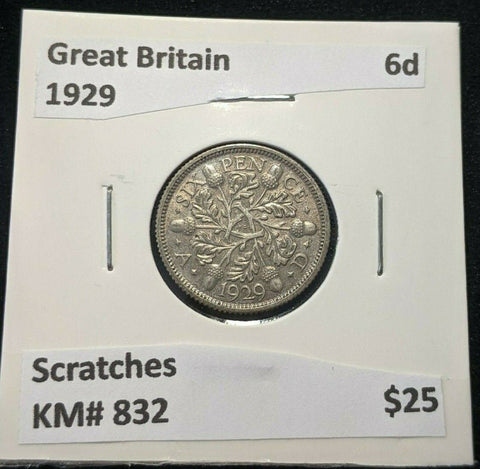 Great Britain 6d
1929
SIX PENCE
A D
1929
Scratches
KM# 832 $25